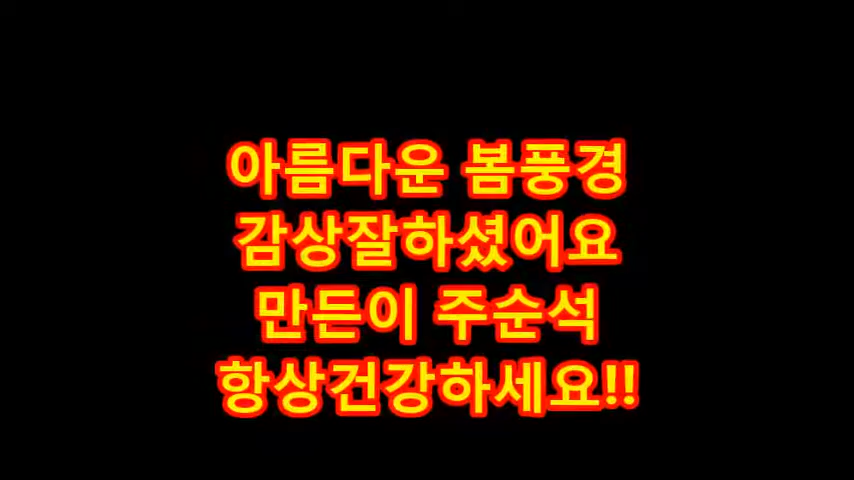 아름다운 봄풍경
감상잘하셨어요
만든이 주순석
항상건강하세요!!